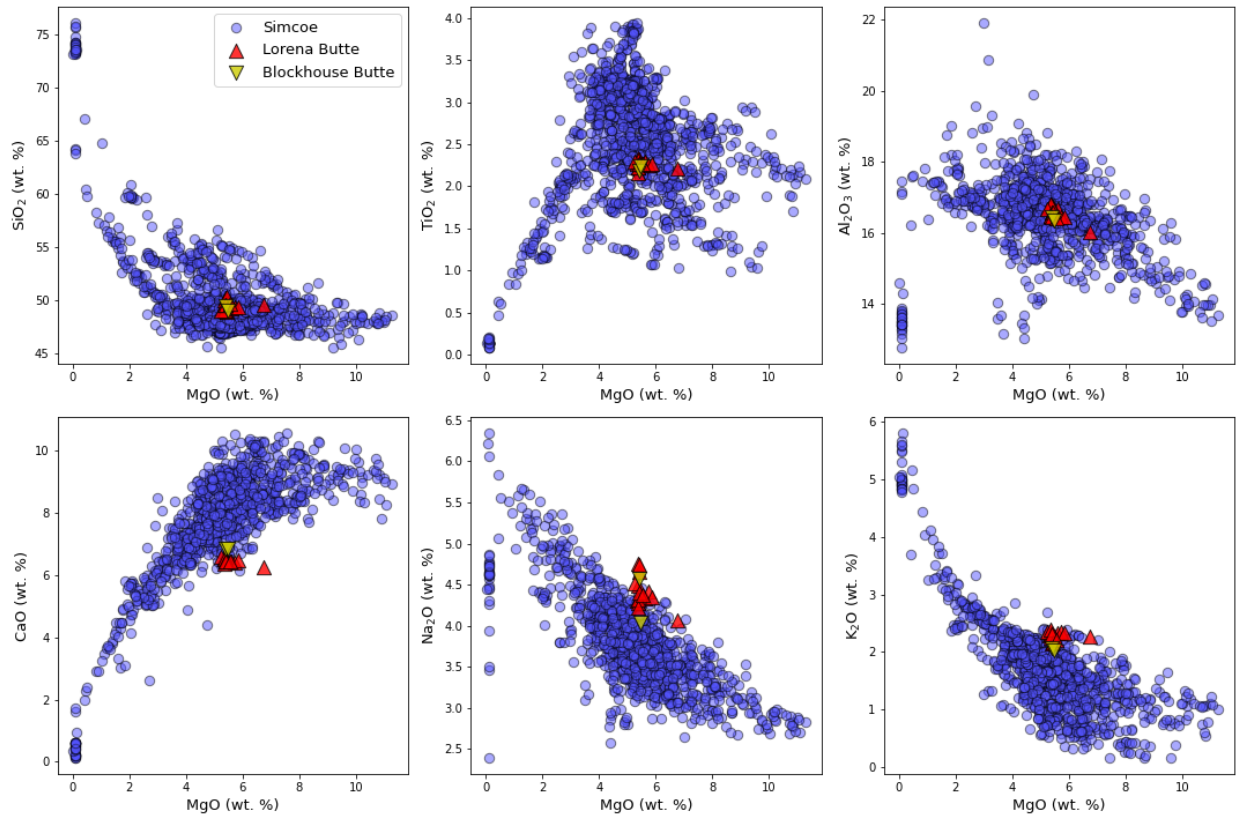 75
70
65
60
55
50
45
SiO₂ (wt. %)
0 2 4 6 8 10
MgO (wt. %)
Simcoe
Lorena Butte
Blockhouse Butte
4.0
3.5
3.0
2.5
2.0
1.5
1.0
0.5
0.0
TiO₂ (wt. %)
0 2 4 6 8 10
MgO (wt. %)
22
20
18
16
14
Al₂O₃ (wt. %)
0 2 4 6 8 10
MgO (wt. %)
10
8
6
4
2
0
CaO (wt. %)
0 2 4 6 8 10
MgO (wt. %)
6.5
6.0
5.5
5.0
4.5
4.0
3.5
3.0
2.5
Na₂O (wt. %)
0 2 4 6 8 10
MgO (wt. %)
6
5
4
3
2
1
0
K₂O (wt. %)
0 2 4 6 8 10
MgO (wt. %)